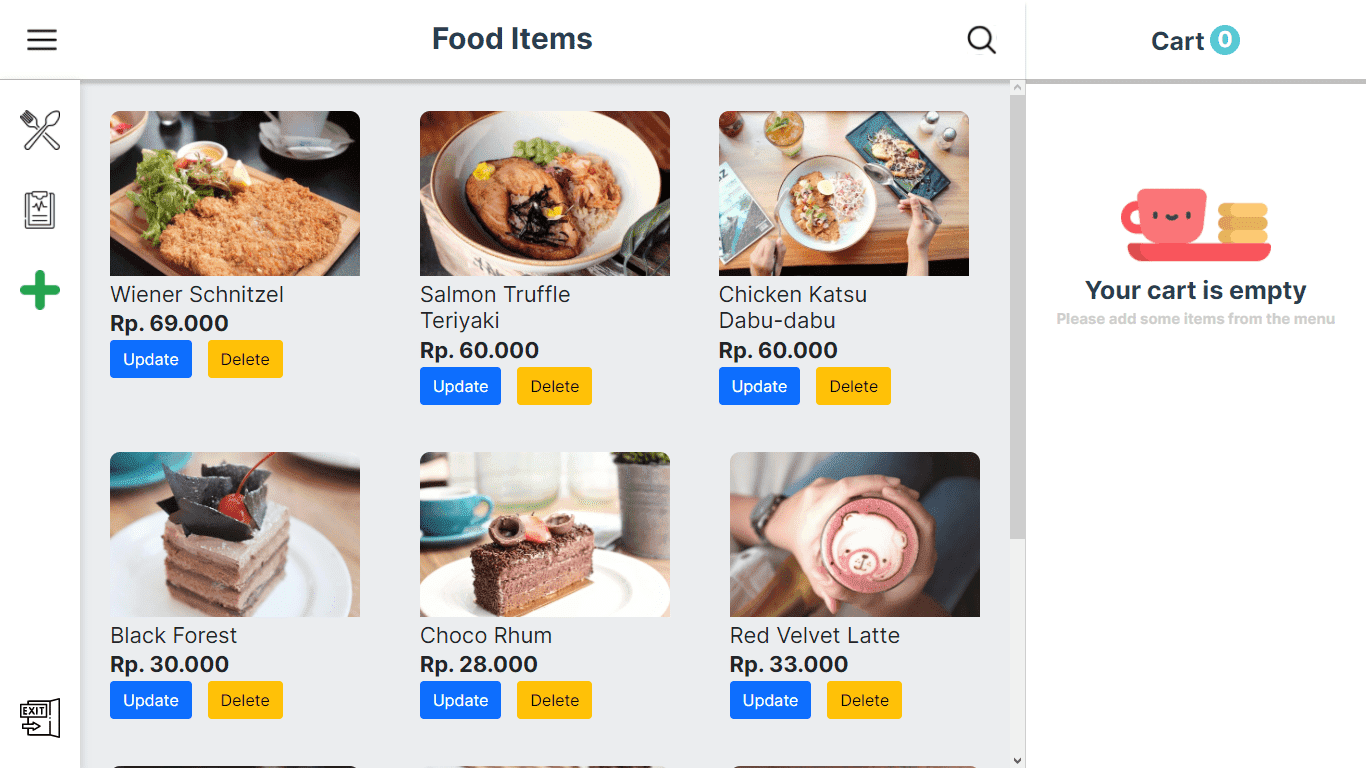 Food Items
Cart 0
Wiener Schnitzel
Rp. 69.000
Update Delete
Salmon Truffle
Teriyaki
Rp. 60.000
Update Delete
Chicken Katsu
Dabu-dabu
Rp. 60.000
Update Delete
Black Forest
Rp. 30.000
Update Delete
Choco Rhum
Rp. 28.000
Update Delete
Red Velvet Latte
Rp. 33.000
Update Delete
EXIT
Your cart is empty
Please add some items from the menu